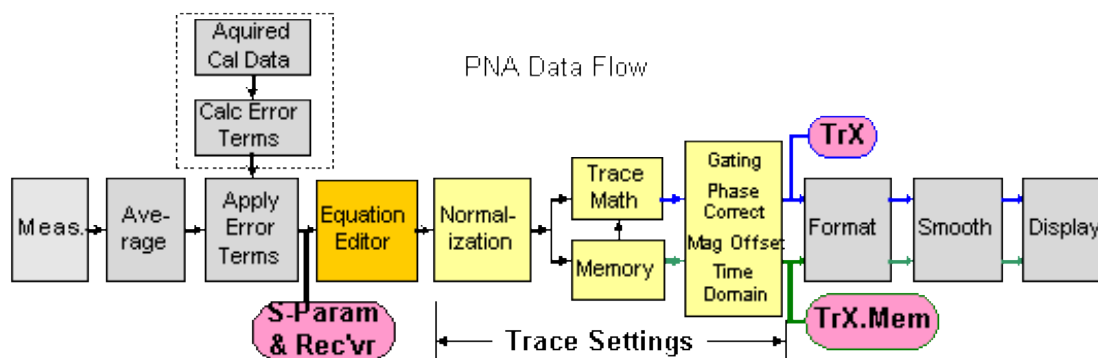 Aquired
Cal Data
PNA Data Flow
Calc Error
Terms
Meas.
Ave-
rage
Apply
Error
Terms
Equation
Editor
Normal-
ization
Trace
Math
Memory
Gating
Phase
Correct
Mag Offset
Time
Domain
TrX
Format
Smooth
Display
S-Param
& Rec'vr
Trace Settings
TrX.Mem